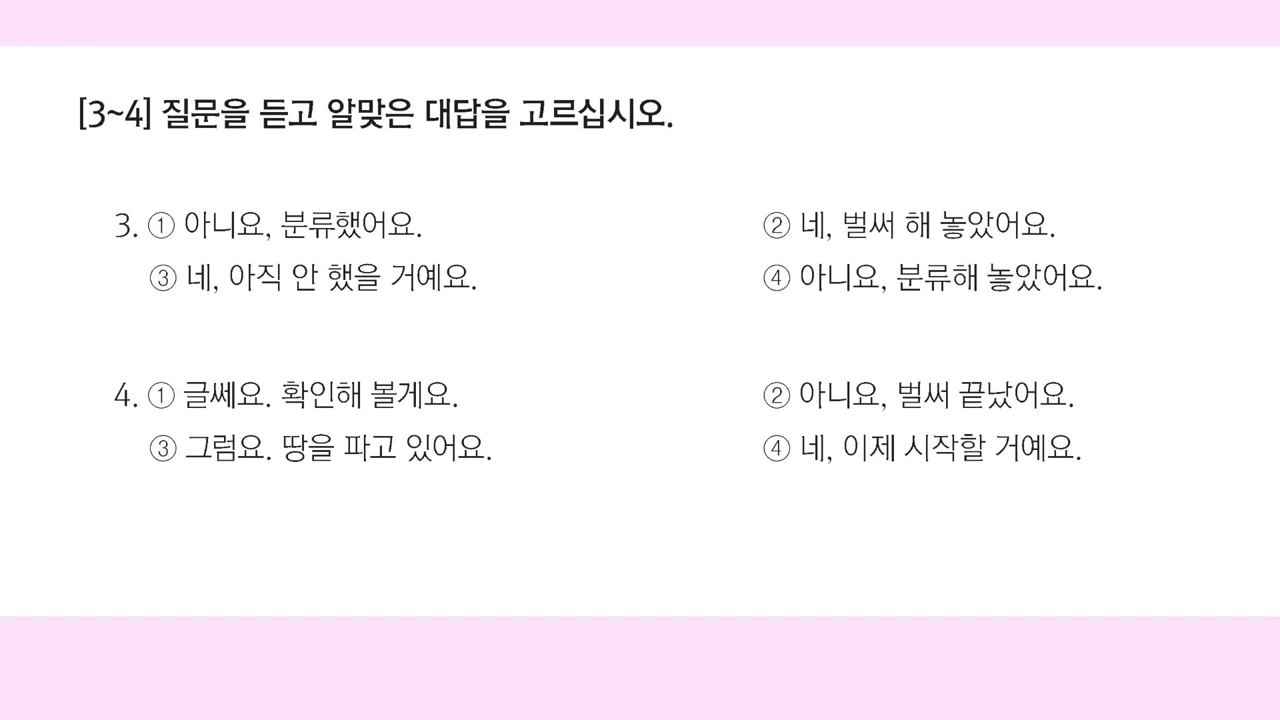 [3~4] 질문을 듣고 알맞은 대답을 고르십시오.
3. ① 아니요, 분류했어요. ② 네, 벌써 해 놓았어요.
③ 네, 아직 안 했을 거예요. ④ 아니요, 분류해 놓았어요.
4. ① 글쎄요. 확인해 볼게요. ② 아니요, 벌써 끝났어요.
③ 그럼요. 땅을 파고 있어요. ④ 네, 이제 시작할 거예요.